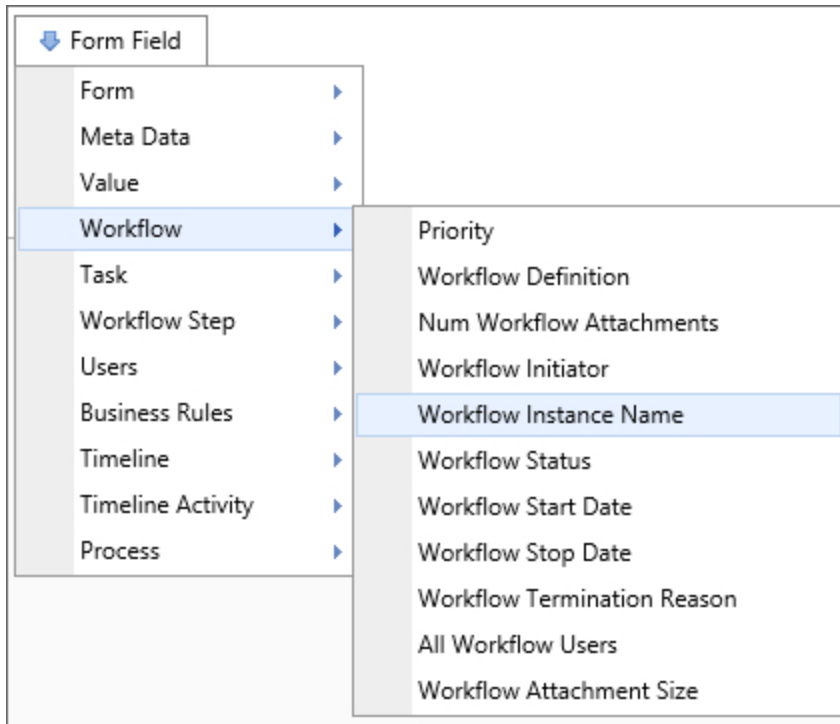 Form Field
Form
Meta Data
Value
Workflow
Task
Workflow Step
Users
Business Rules
Timeline
Timeline Activity
Process
Priority
Workflow Definition
Num Workflow Attachments
Workflow Initiator
Workflow Instance Name
Workflow Status
Workflow Start Date
Workflow Stop Date
Workflow Termination Reason
All Workflow Users
Workflow Attachment Size